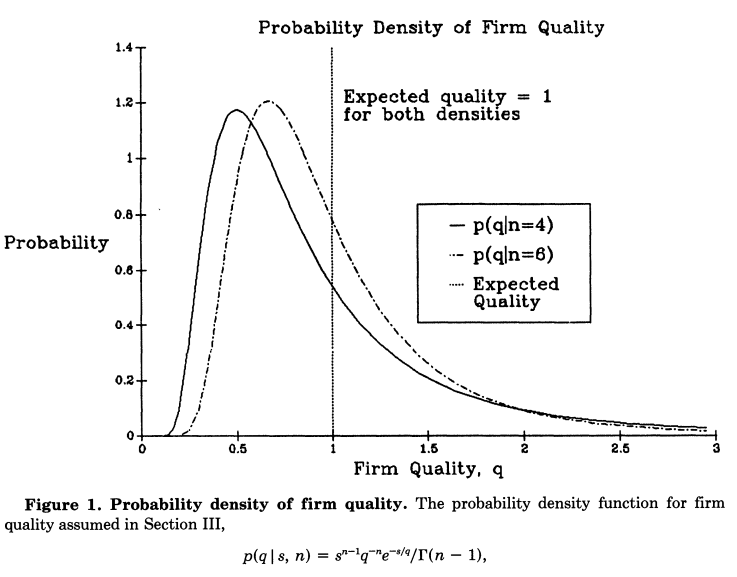 Probability Density of Firm Quality
1.4
1.2
1
0.8
0.6
0.4
0.2
0
Expected quality = 1
for both densities
Probability
p(q|n=4)
p(q|n=6)
Expected
Quality
0 0.5 1 1.5 2 2.5 3
Firm Quality, q
Figure 1. Probability density of firm quality. The probability density function for firm
quality assumed in Section III,
p(q | s, n) = sⁿ⁻¹q⁻ⁿe⁻ˢ/q/Γ(n − 1),